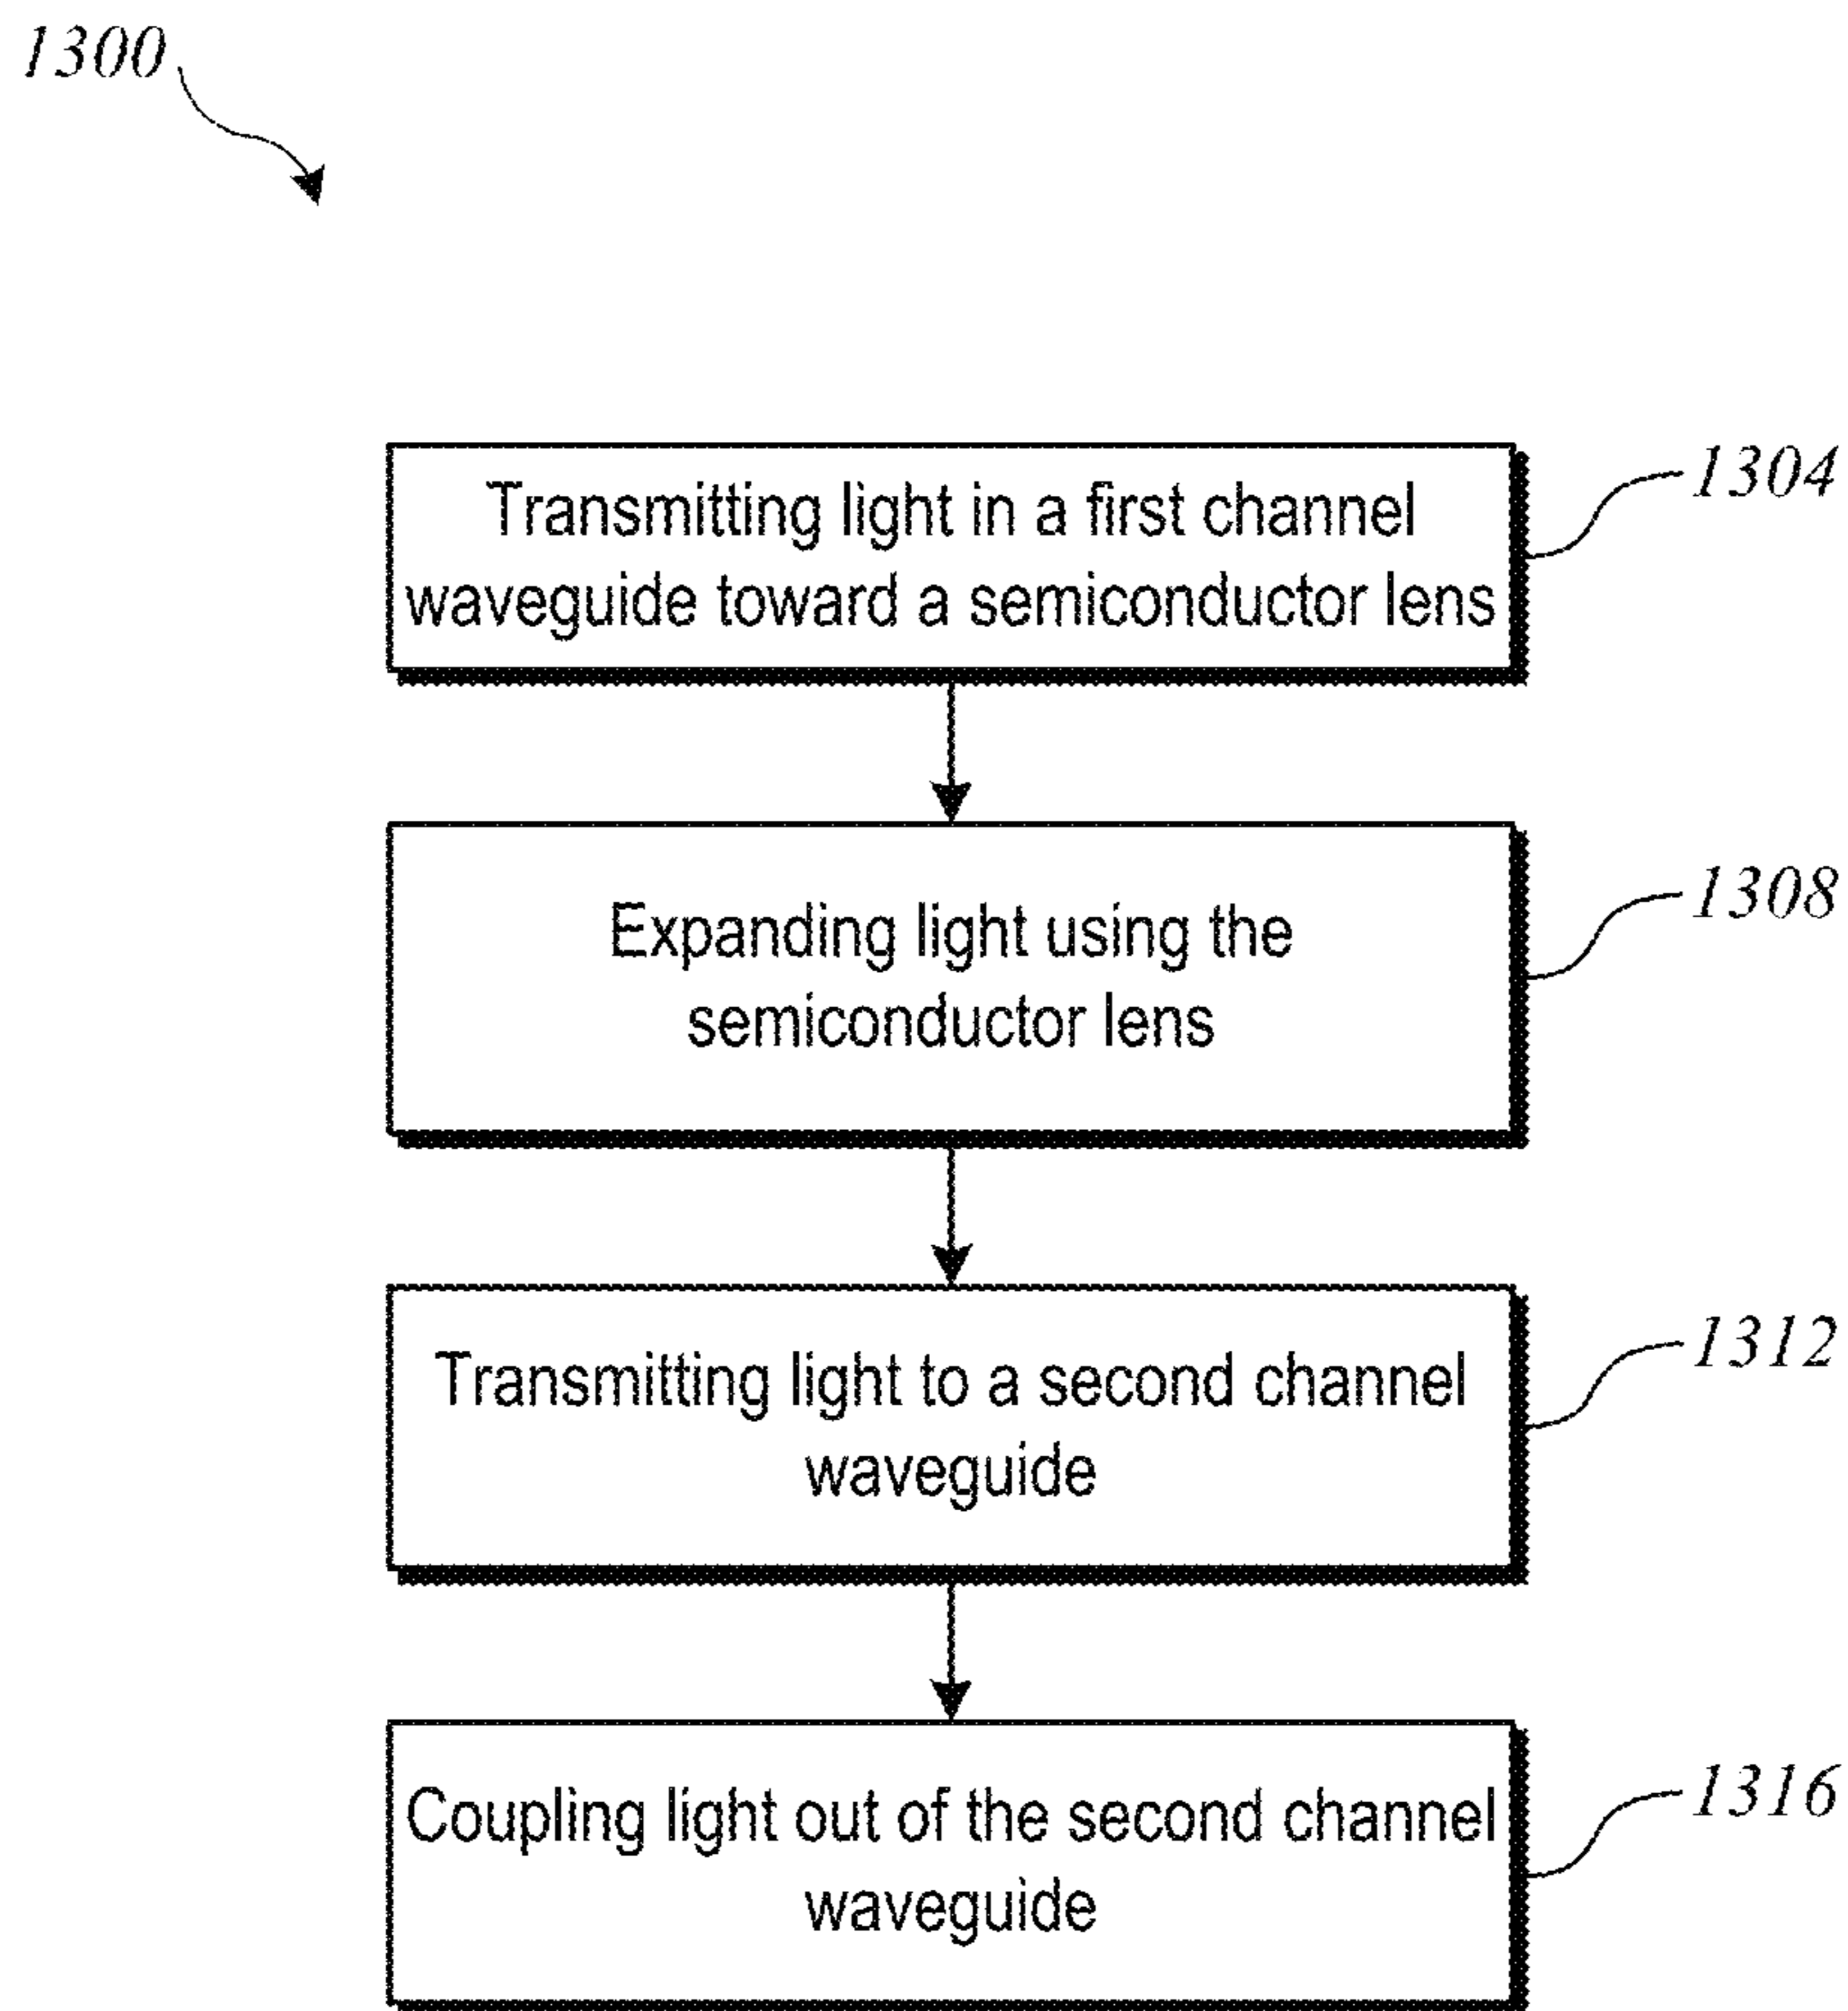 1300
Transmitting light in a first channel
waveguide toward a semiconductor lens
1304
Expanding light using the
semiconductor lens
1308
Transmitting light to a second channel
waveguide
1312
Coupling light out of the second channel
waveguide
1316